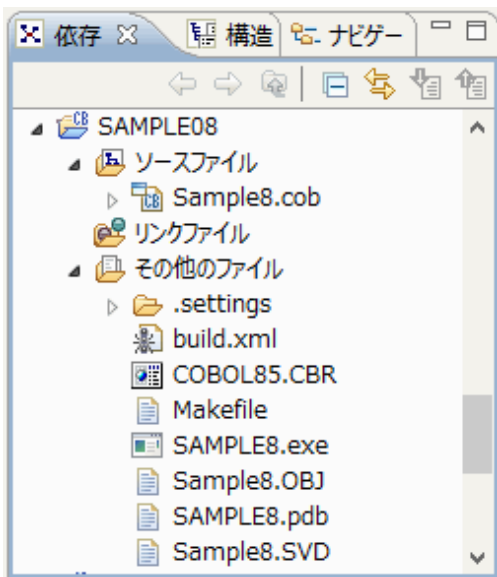 依存 構造 ナビゲー
SAMPLE08
ソースファイル
Sample8.cob
リンクファイル
その他のファイル
.settings
build.xml
COBOL85.CBR
Makefile
SAMPLE8.exe
Sample8.OBJ
SAMPLE8.pdb
Sample8.SVD